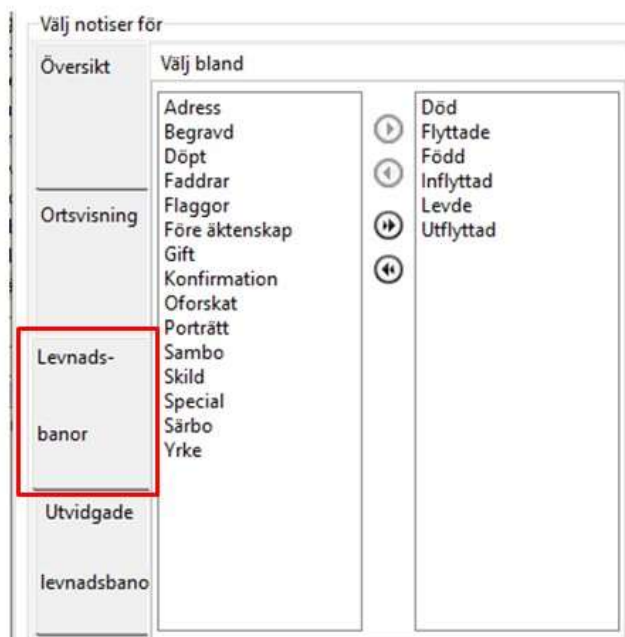 Välj notiser för
Översikt
Välj bland
Ortsvisning
Levnads-
banor
Utvidgade
levnadsbano
Adress
Begravd
Döpt
Faddrar
Flaggor
Före äktenskap
Gift
Konfirmation
Oforskat
Porträtt
Sambo
Skild
Special
Särbo
Yrke
Död
Flyttade
Född
Inflyttad
Levde
Utflyttad